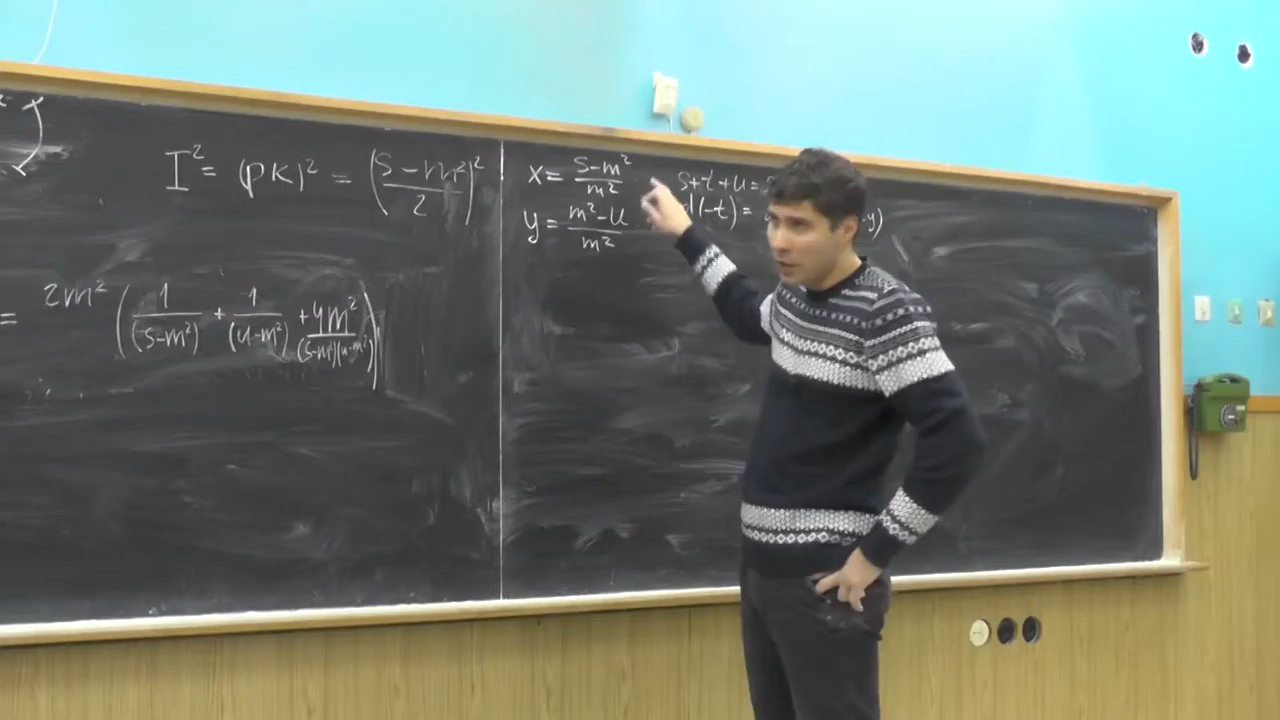 I² = (pk)² = ((s-m²)/2)²
= 2m² (1/(s-m²) + 1/(u-m²) + 4m²/((s-m²)(u-m²)))
x = (s-m²)/m²
y = (m²-u)/m²
s+t+u=
d(-t) =
y)